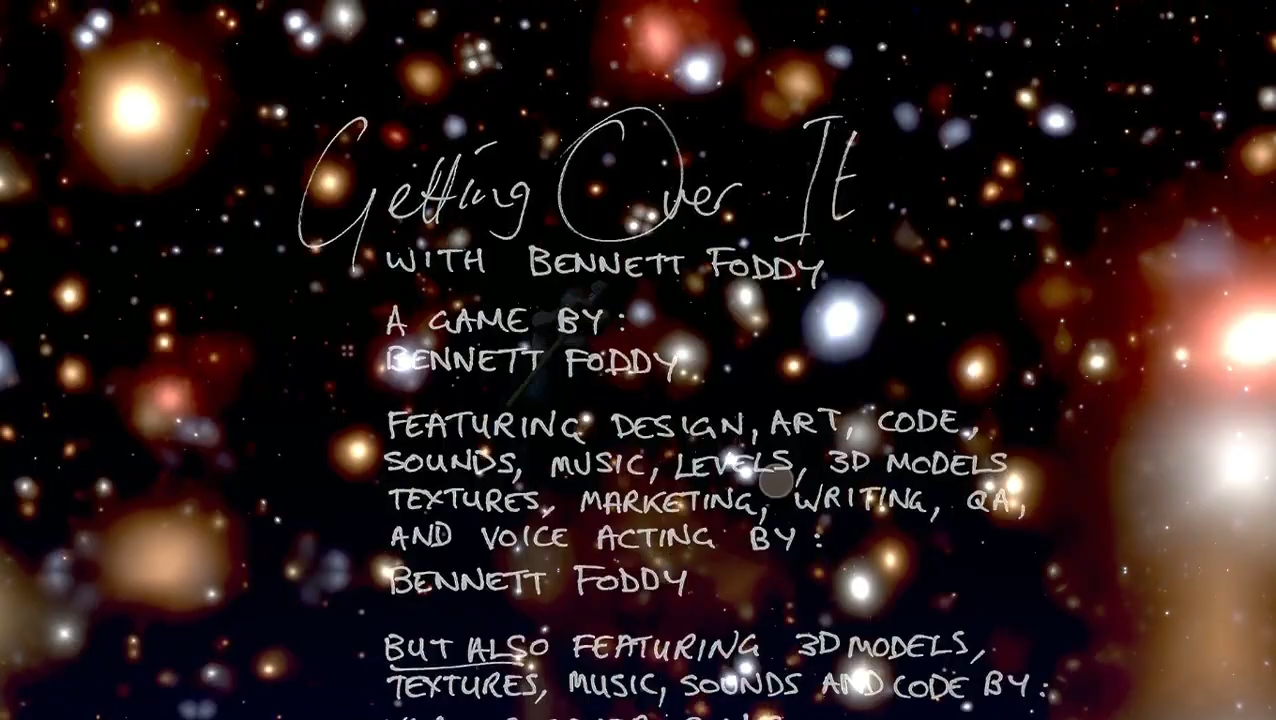 Getting Over It
WITH BENNETT FODDY
A GAME BY:
BENNETT FODDY
FEATURING DESIGN, ART, CODE,
SOUNDS, MUSIC, LEVELS, 3D MODELS
TEXTURES, MARKETING, WRITING, QA,
AND VOICE ACTING BY:
BENNETT FODDY
BUT ALSO FEATURING 3D MODELS,
TEXTURES, MUSIC, SOUNDS AND CODE BY: